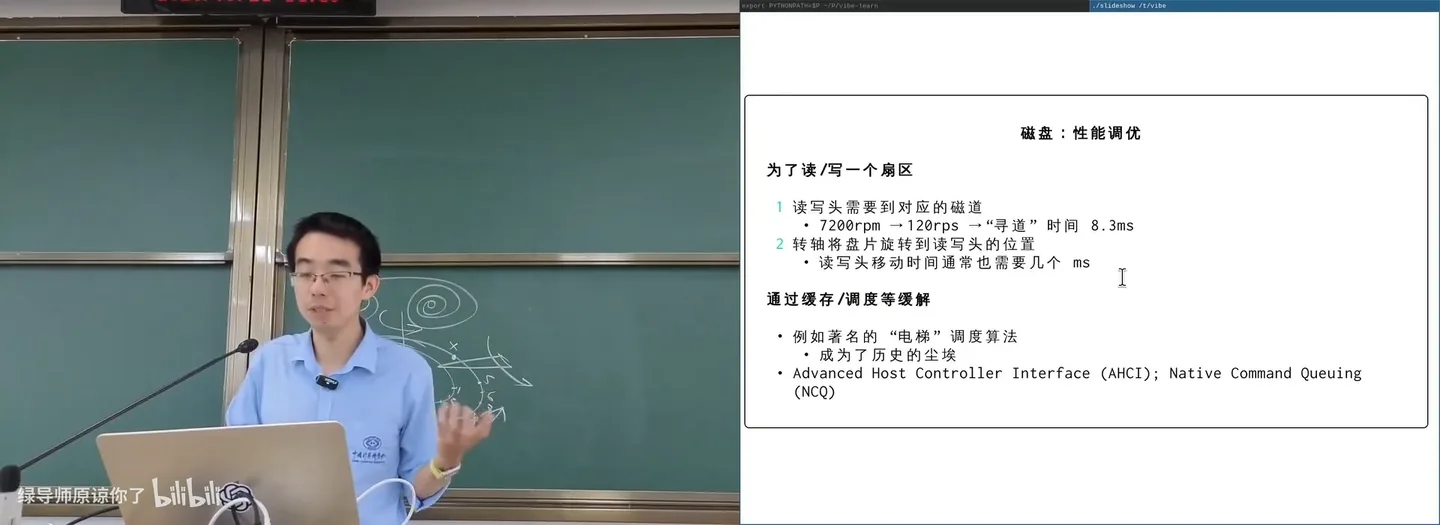 export PYTHONPATH=$P ~/P/vibe-learn
./slideshow /t/vibe
磁盘：性能调优
为了读/写一个扇区
1 读写头需要到对应的磁道
• 7200rpm →120rps →“寻道” 时间 8.3ms
2 转轴将盘片旋转到读写头的位置
• 读写头移动时间通常也需要几个 ms
通过缓存/调度等缓解
• 例如著名的 “电梯” 调度算法
• 成为了历史的尘埃
• Advanced Host Controller Interface (AHCI); Native Command Queuing
(NCQ)
绿导师原谅你了 bilibili